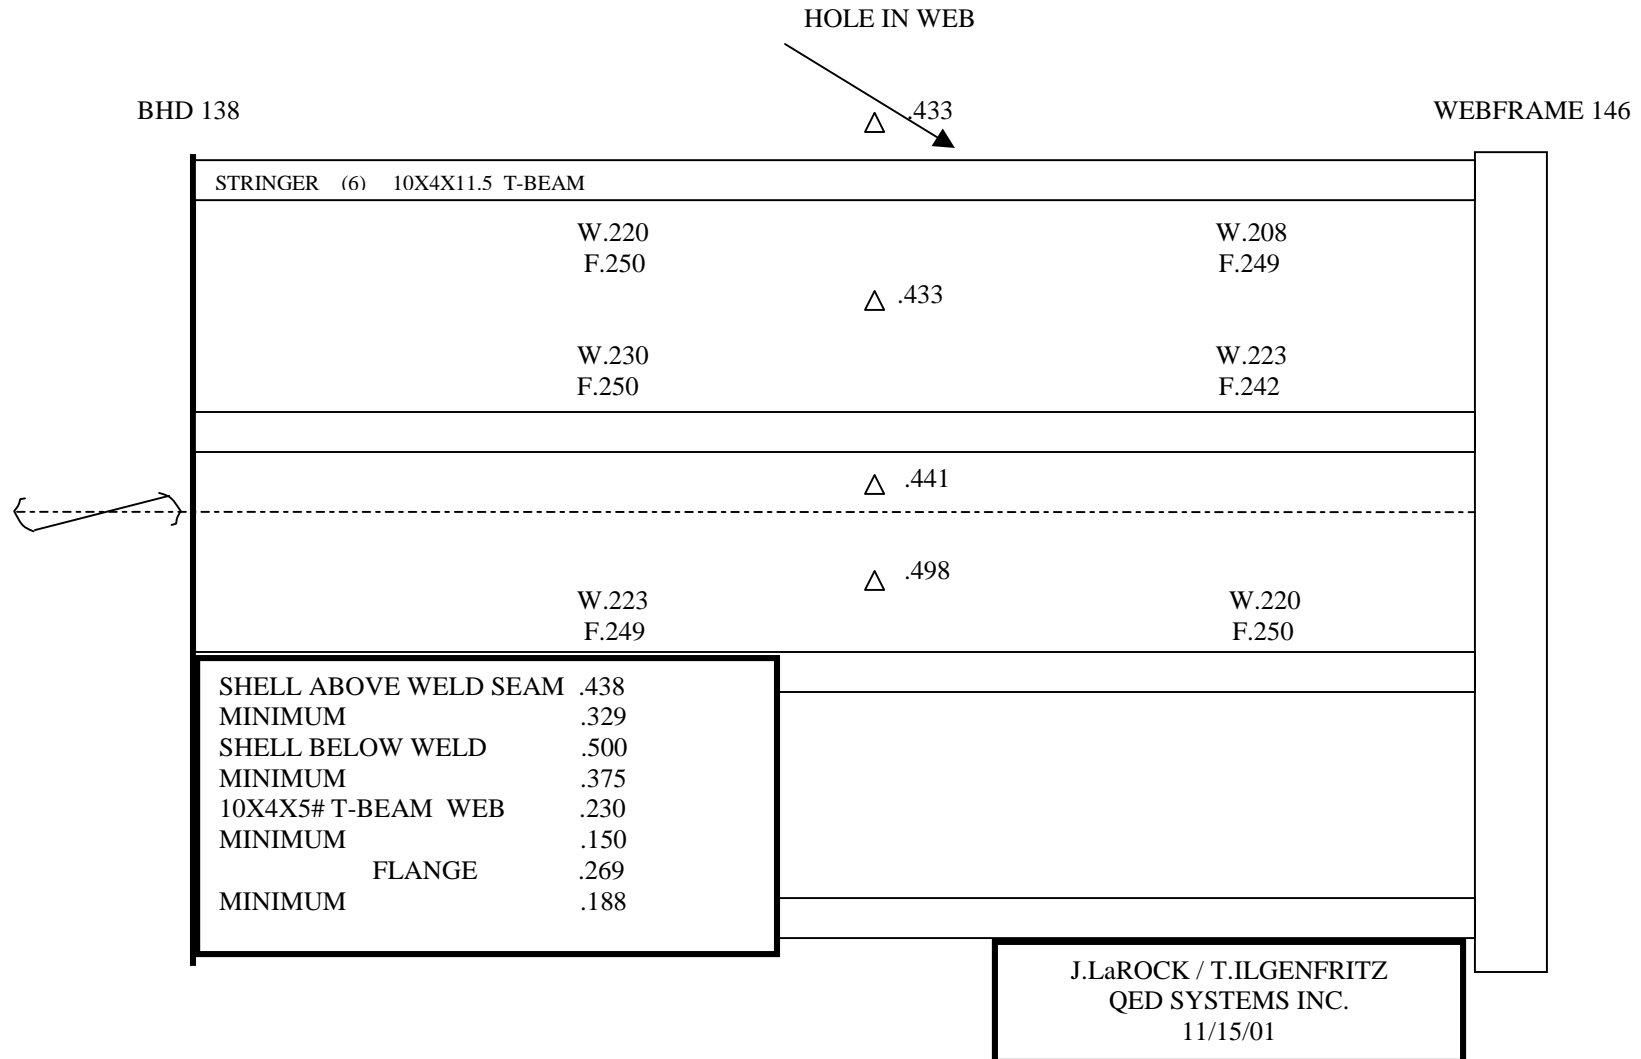 HOLE IN WEB
BHD 138
.433
WEBFRAME 146
STRINGER (6) 10X4X11.5 T-BEAM
W.220
F.250
W.208
F.249
.433
W.230
F.250
W.223
F.242
.441
.498
W.223
F.249
W.220
F.250
SHELL ABOVE WELD SEAM .438
MINIMUM .329
SHELL BELOW WELD .500
MINIMUM .375
10X4X5# T-BEAM WEB .230
MINIMUM .150
FLANGE .269
MINIMUM .188
J.LaROCK / T.ILGENFRITZ
QED SYSTEMS INC.
11/15/01